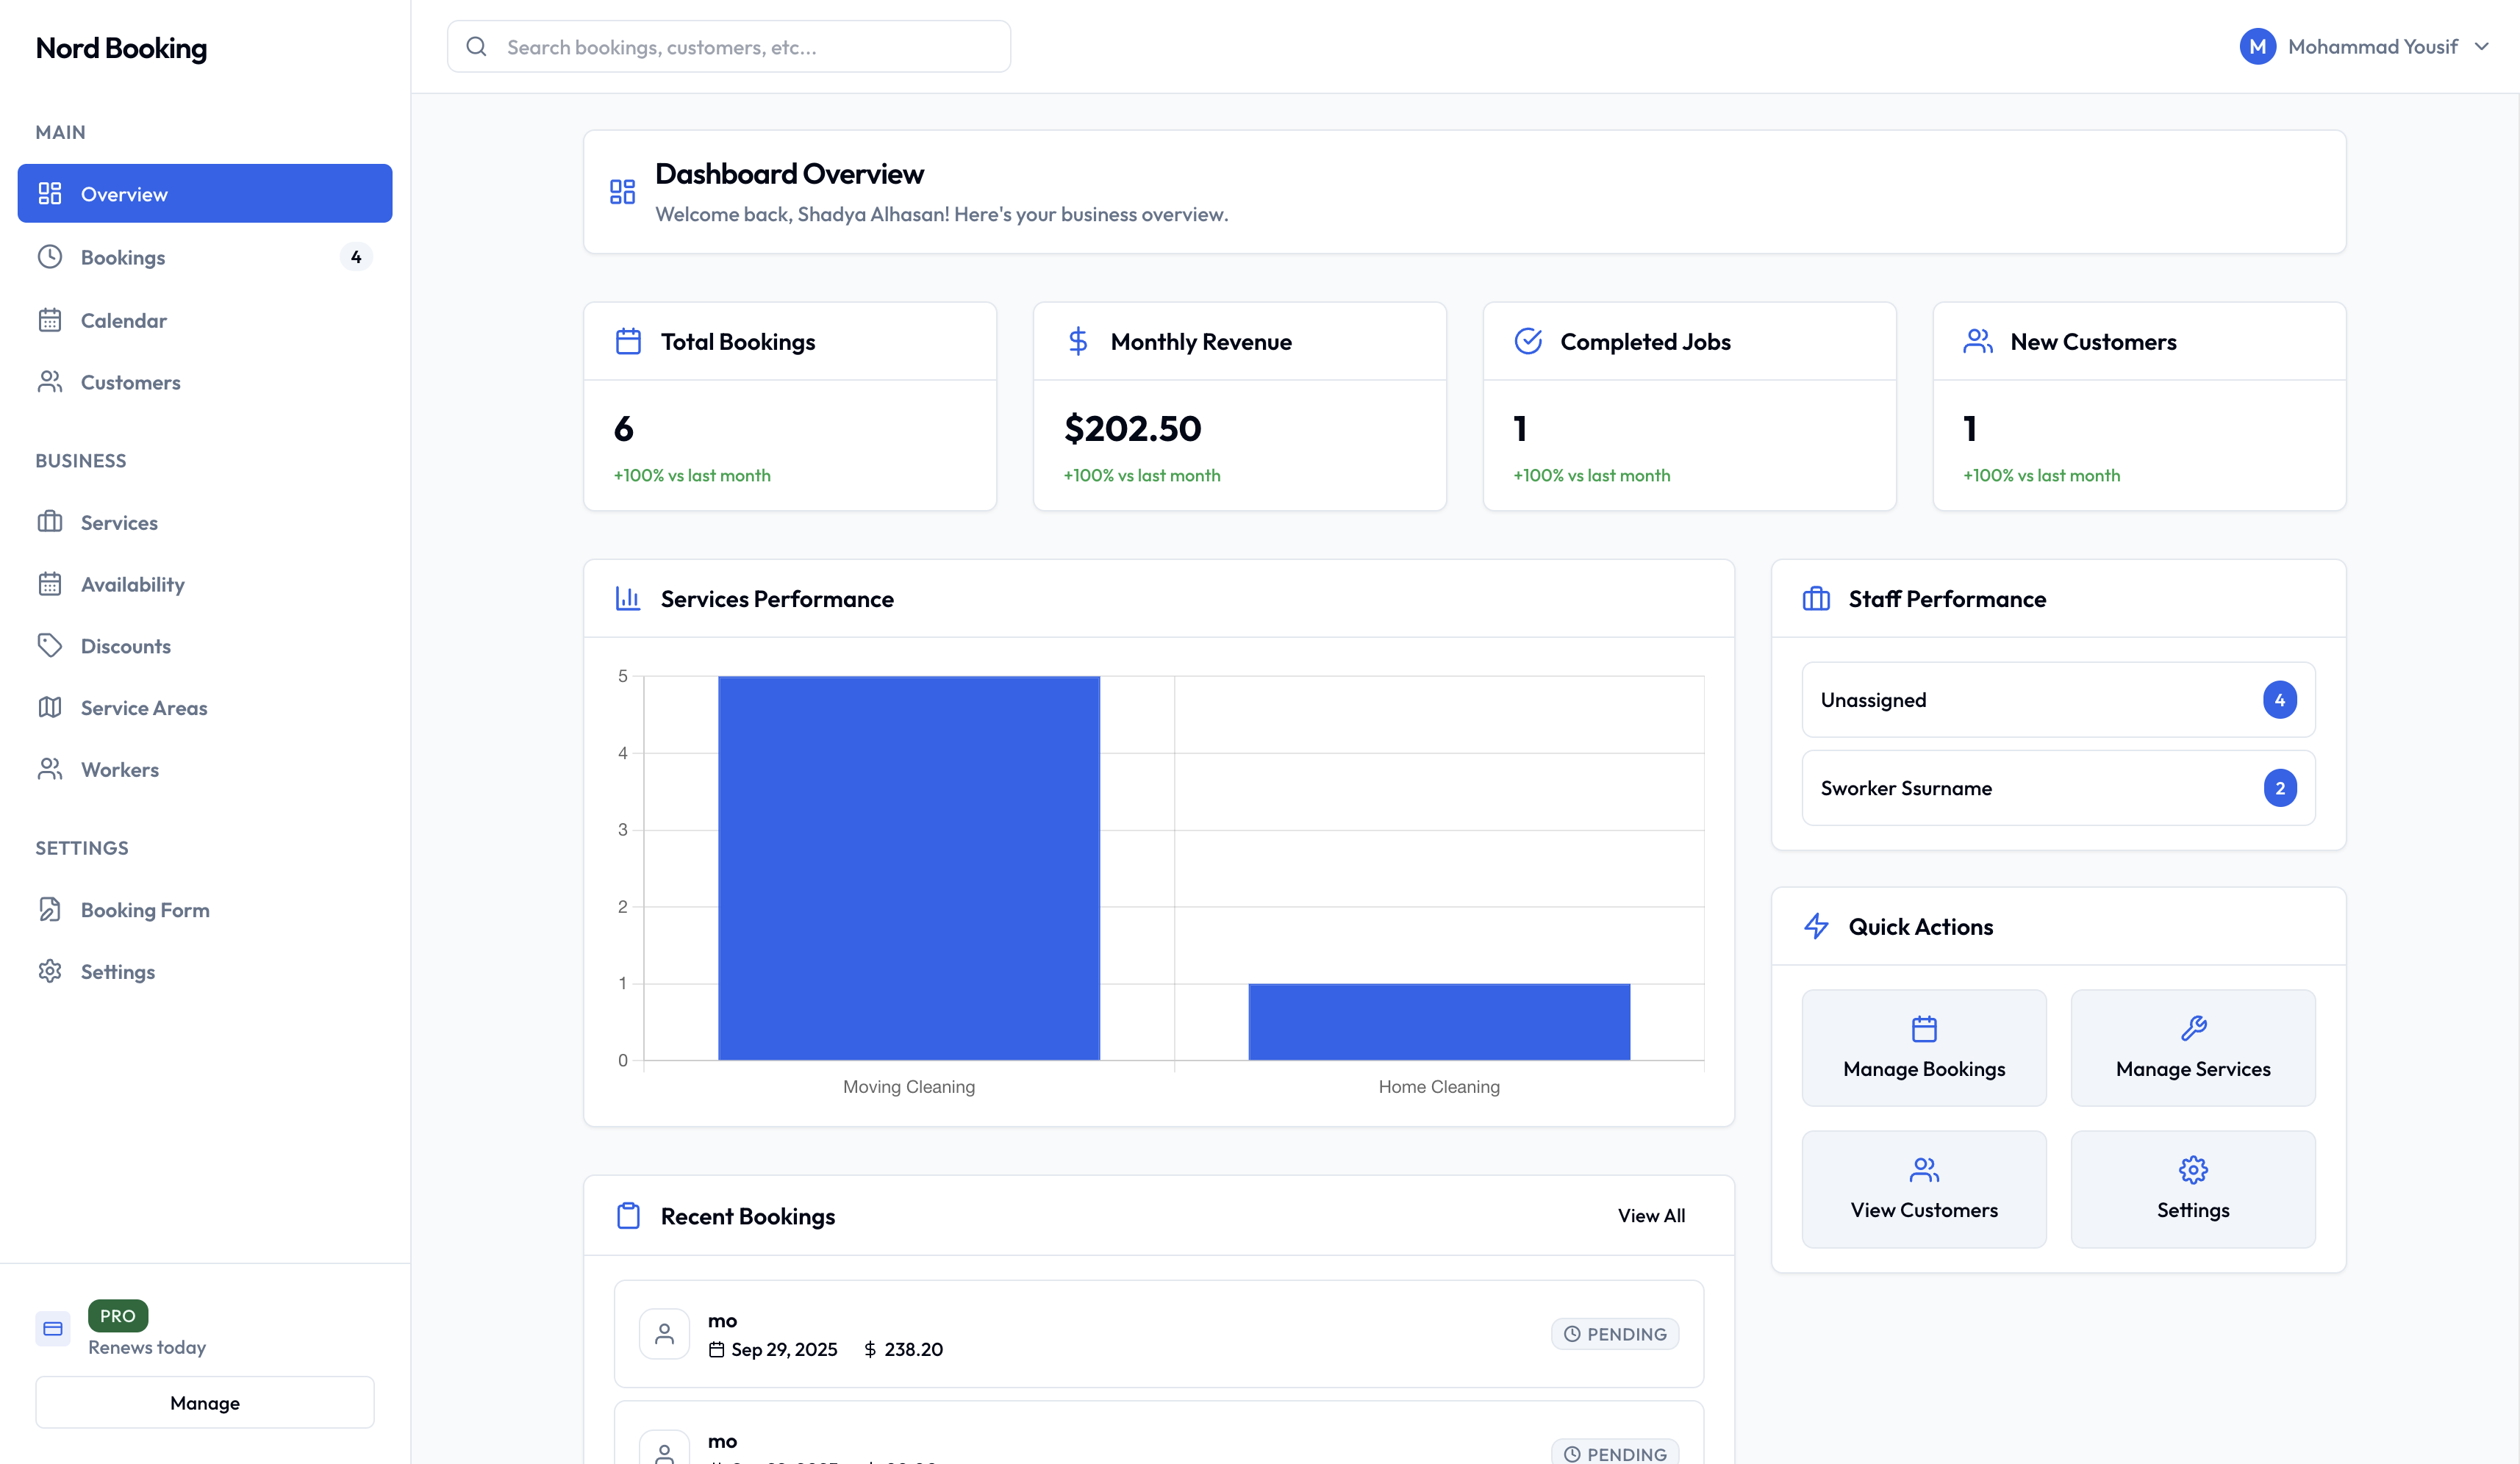 Nord Booking
Search bookings, customers, etc...
M
Mohammad Yousif
MAIN
Overview
Bookings
4
Calendar
Customers
BUSINESS
Services
Availability
Discounts
Service Areas
Workers
SETTINGS
Booking Form
Settings
PRO
Renews today
Manage
Dashboard Overview
Welcome back, Shadya Alhasan! Here's your business overview.
Total Bookings
6
+100% vs last month
Monthly Revenue
$202.50
+100% vs last month
Completed Jobs
1
+100% vs last month
New Customers
1
+100% vs last month
Services Performance
5
4
3
2
1
0
Moving Cleaning
Home Cleaning
Staff Performance
Unassigned
4
Sworker Ssurname
2
Quick Actions
Manage Bookings
Manage Services
View Customers
Settings
Recent Bookings
View All
mo
Sep 29, 2025
$ 238.20
PENDING
mo
PENDING